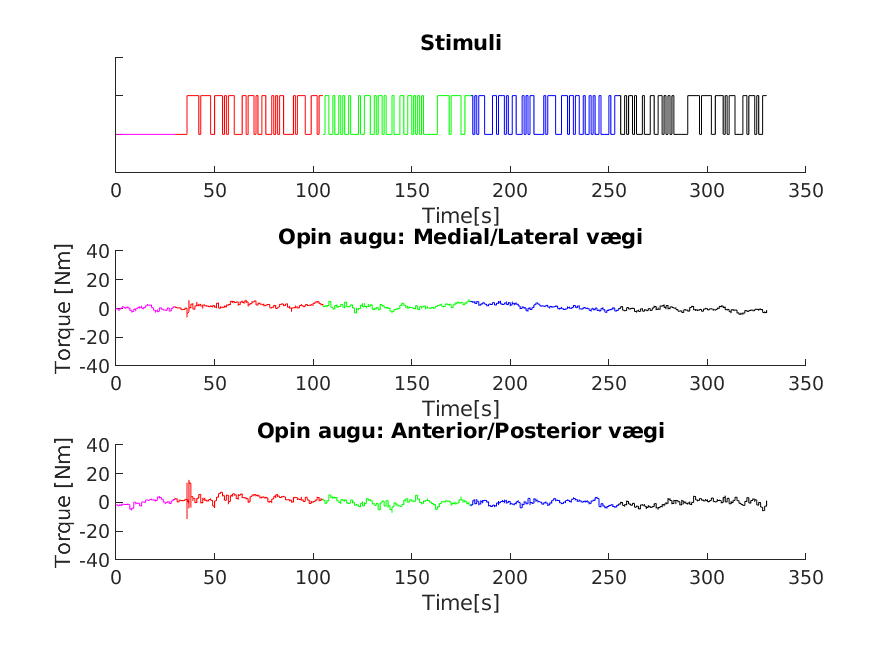 Stimuli
0 50 100 150 200 250 300 350
Time[s]
Opin augu: Medial/Lateral vægi
Torque [Nm]
40
20
0
-20
-40
0 50 100 150 200 250 300 350
Time[s]
Opin augu: Anterior/Posterior vægi
Torque [Nm]
40
20
0
-20
-40
0 50 100 150 200 250 300 350
Time[s]